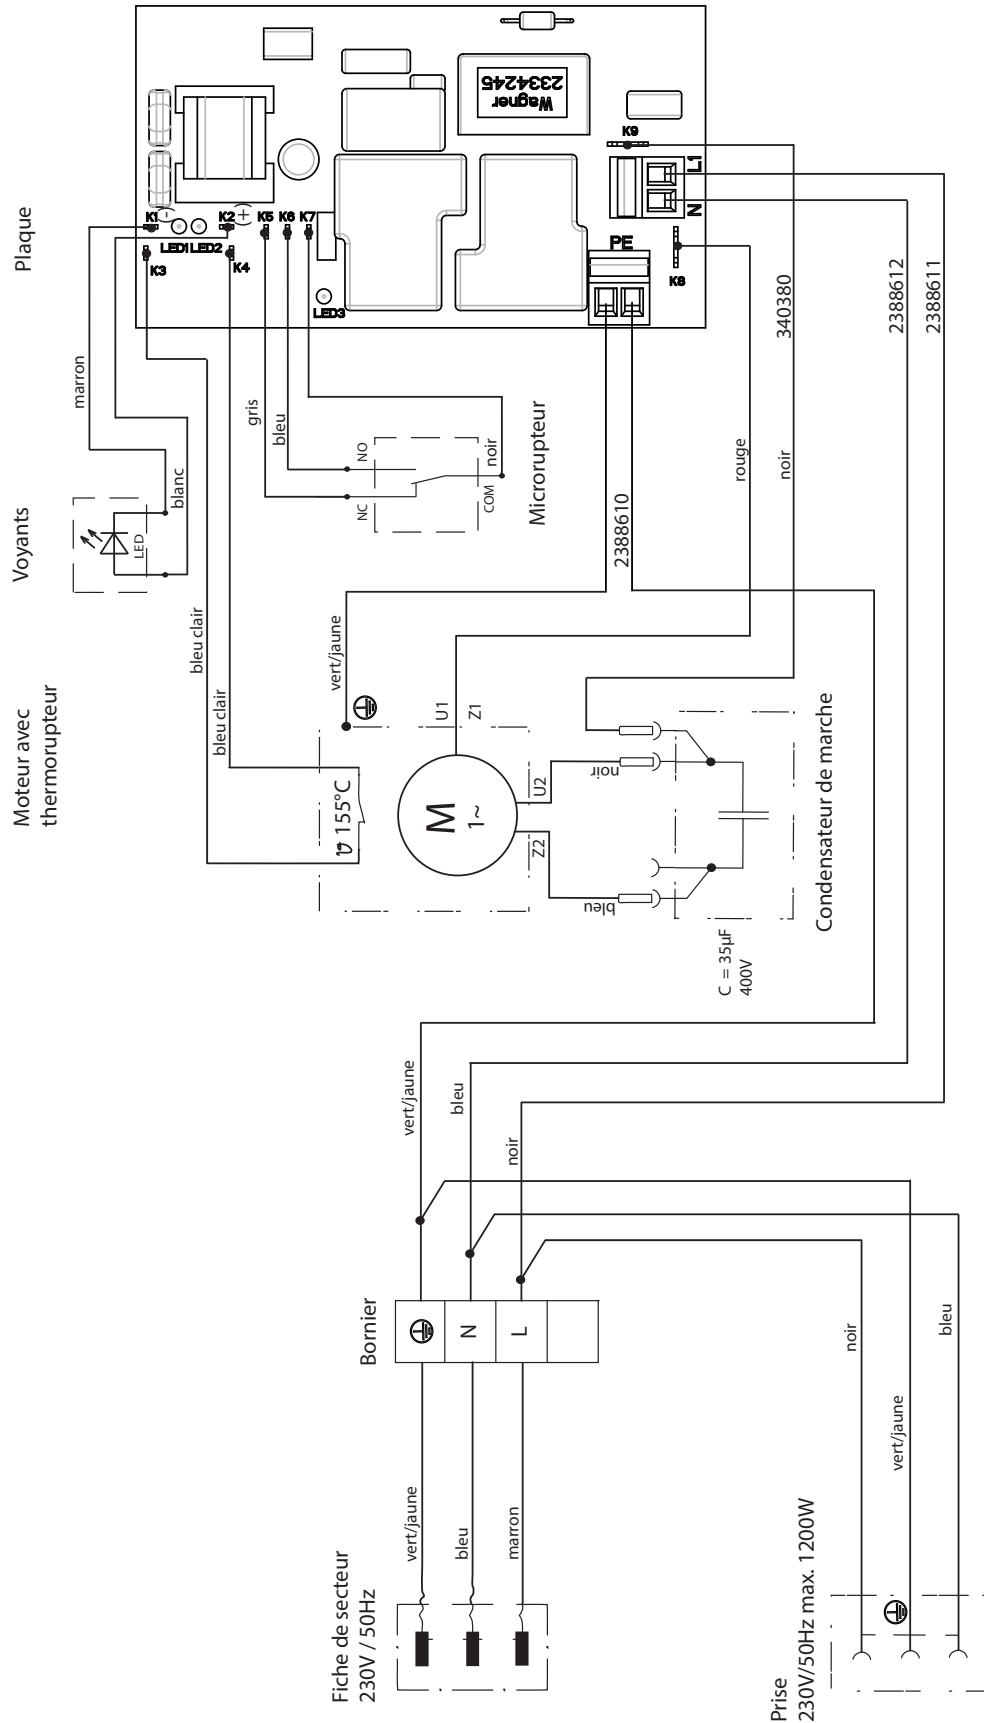 Plaque
Voyants
Moteur avec
thermorupteur
Wagner
2334245
K9
L1
N
PE
K8
K1
(-)
LED1
LED2
K2
(+)
K3
K4
K5
K6
K7
LED3
marron
blanc
LED
bleu clair
bleu clair
gris
bleu
noir
NO
NC
COM
Microrupteur
vert/jaune
2388610
rouge
noir
340380
2388612
2388611
ϑ 155°C
M
1~
U1
Z1
U2
Z2
noir
bleu
Condensateur de marche
C = 35µF
400V
vert/jaune
bleu
noir
Bornier
N
L
vert/jaune
bleu
marron
Fiche de secteur
230V / 50Hz
noir
vert/jaune
bleu
Prise
230V/50Hz max. 1200W